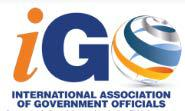 iGO
INTERNATIONAL ASSOCIATION
OF GOVERNMENT OFFICIALS